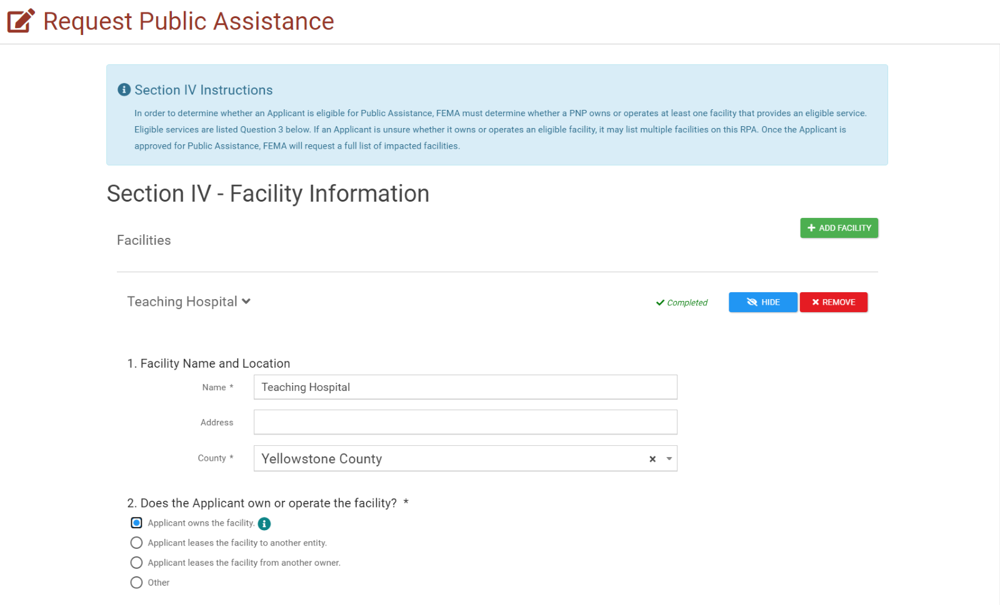 Request Public Assistance
Section IV Instructions
In order to determine whether an Applicant is eligible for Public Assistance, FEMA must determine whether a PNP owns or operates at least one facility that provides an eligible service.
Eligible services are listed Question 3 below. If an Applicant is unsure whether it owns or operates an eligible facility, it may list multiple facilities on this RPA. Once the Applicant is
approved for Public Assistance, FEMA will request a full list of impacted facilities.
Section IV - Facility Information
ADD FACILITY
Facilities
Teaching Hospital Completed HIDE REMOVE
1. Facility Name and Location
Name * Teaching Hospital
Address
County * Yellowstone County
2. Does the Applicant own or operate the facility? *
Applicant owns the facility.
Applicant leases the facility to another entity.
Applicant leases the facility from another owner.
Other